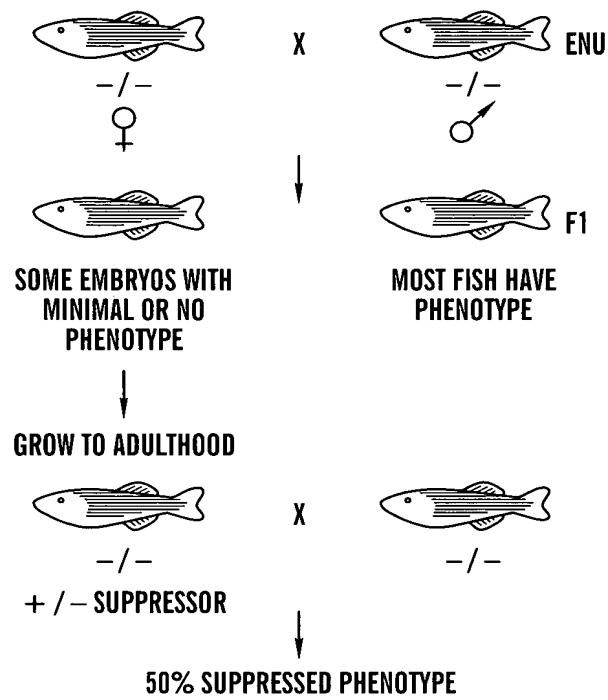 X
ENU
–/–
–/–
♀
♂
F1
SOME EMBRYOS WITH
MINIMAL OR NO
PHENOTYPE
MOST FISH HAVE
PHENOTYPE
GROW TO ADULTHOOD
X
–/–
–/–
+/– SUPPRESSOR
50% SUPPRESSED PHENOTYPE